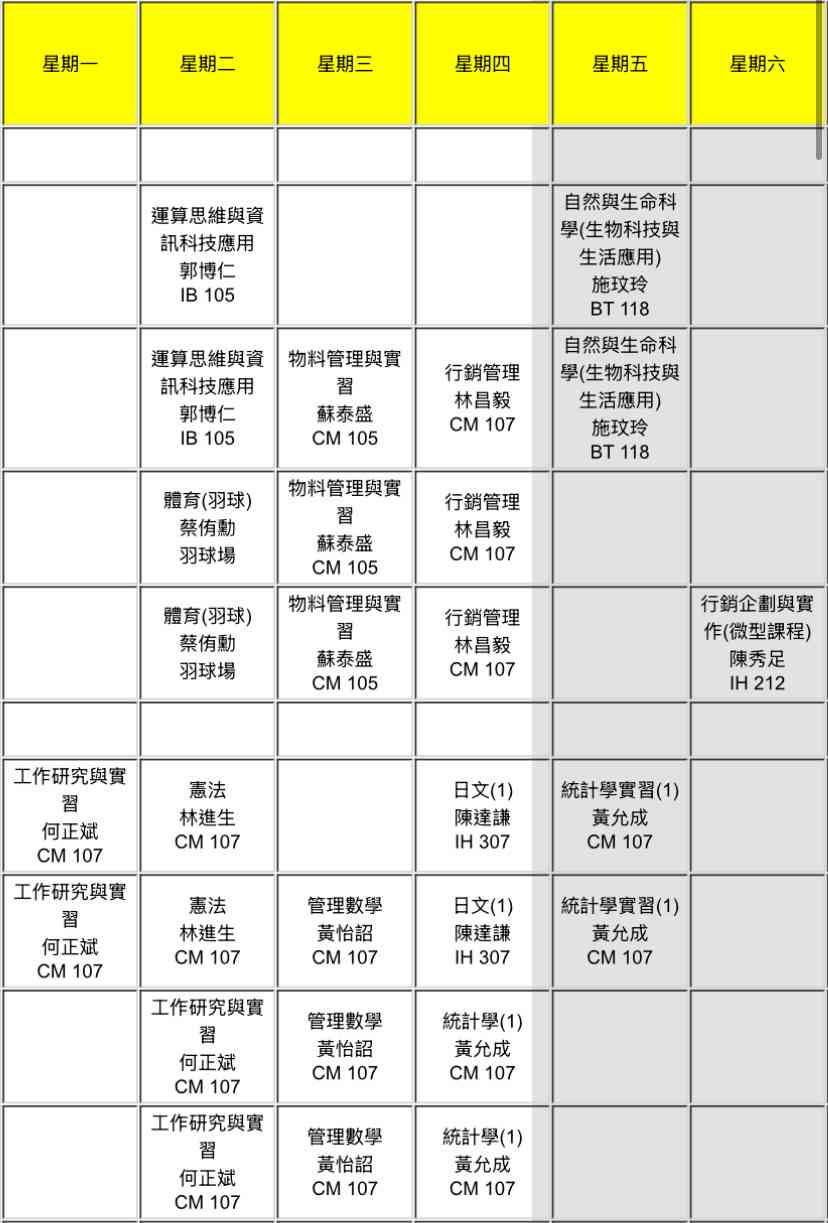 星期一
星期二
星期三
星期四
星期五
星期六
運算思維與資
訊科技應用
郭博仁
IB 105
自然與生命科
學(生物科技與
生活應用)
施玟玲
BT 118
運算思維與資
訊科技應用
郭博仁
IB 105
物料管理與實
習
蘇泰盛
CM 105
行銷管理
林昌毅
CM 107
自然與生命科
學(生物科技與
生活應用)
施玟玲
BT 118
體育(羽球)
蔡侑勳
羽球場
物料管理與實
習
蘇泰盛
CM 105
行銷管理
林昌毅
CM 107
體育(羽球)
蔡侑勳
羽球場
物料管理與實
習
蘇泰盛
CM 105
行銷管理
林昌毅
CM 107
行銷企劃與實
作(微型課程)
陳秀足
IH 212
工作研究與實
習
何正斌
CM 107
憲法
林進生
CM 107
日文(1)
陳達謙
IH 307
統計學實習(1)
黃允成
CM 107
工作研究與實
習
何正斌
CM 107
憲法
林進生
CM 107
管理數學
黃怡詔
CM 107
日文(1)
陳達謙
IH 307
統計學實習(1)
黃允成
CM 107
工作研究與實
習
何正斌
CM 107
管理數學
黃怡詔
CM 107
統計學(1)
黃允成
CM 107
工作研究與實
習
何正斌
CM 107
管理數學
黃怡詔
CM 107
統計學(1)
黃允成
CM 107